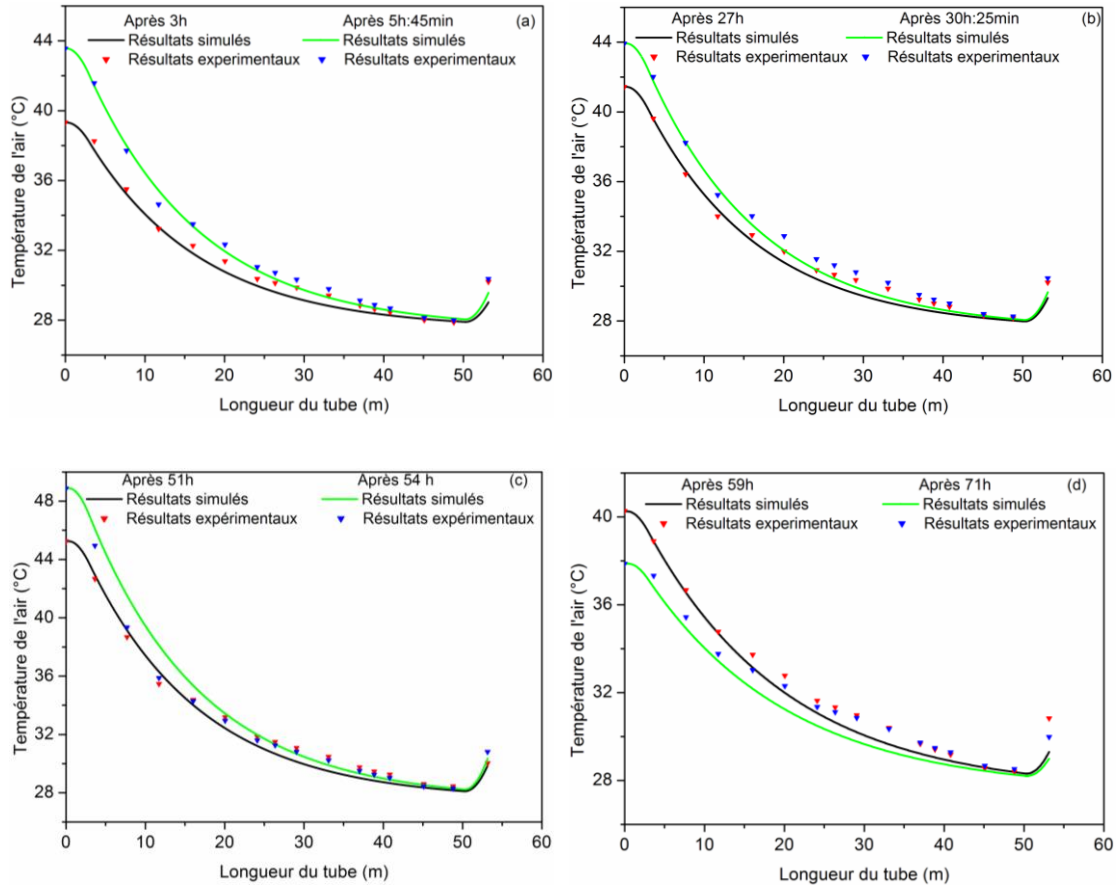 Après 3h Après 5h:45min (a)
Résultats simulés Résultats simulés
Résultats experimentaux Résultats experimentaux
44
40
36
32
28
Température de l'air (°C)
0 10 20 30 40 50 60
Longueur du tube (m)
Après 27h Après 30h:25min (b)
Résultats simulés Résultats simulés
Résultats experimentaux Résultats experimentaux
44
40
36
32
28
Température de l'air (°C)
0 10 20 30 40 50 60
Longueur du tube (m)
Après 51h Après 54 h (c)
Résultats simulés Résultats simulés
Résultats expérimentaux Résultats expérimentaux
48
44
40
36
32
28
Température de l'air (°C)
0 10 20 30 40 50 60
Longueur du tube (m)
Après 59h Après 71h (d)
Résultats simulés Résultats simulés
Résultats experimentaux Résultats experimentaux
40
36
32
28
24
Température de l'air (°C)
0 10 20 30 40 50 60
Longueur du tube (m)